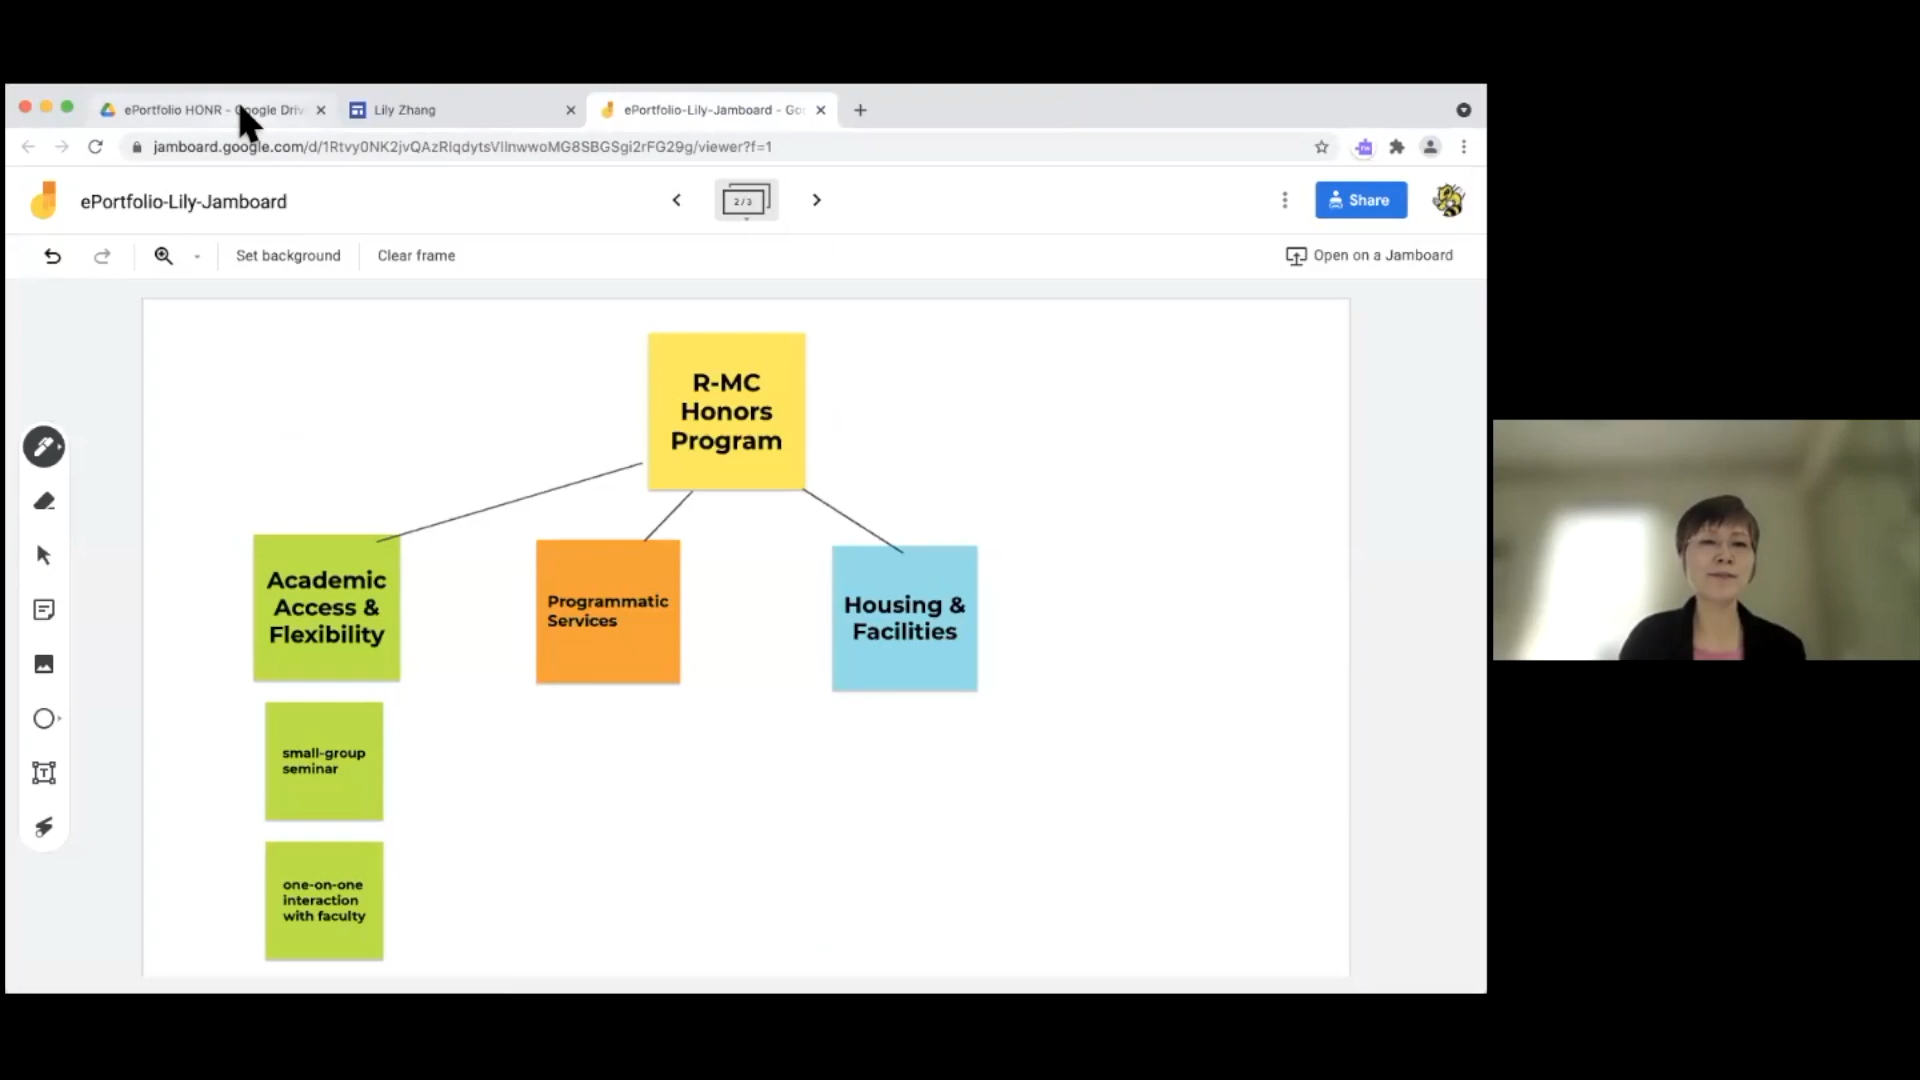 ePortfolio HONR - Google Driv
Lily Zhang
ePortfolio-Lily-Jamboard - Goo
jamboard.google.com/d/1Rtvy0NK2jvQAzRIqdytsVIlnwwoMG8SBGSgi2rFG29g/viewer?f=1
ePortfolio-Lily-Jamboard
2/3
Share
Set background
Clear frame
Open on a Jamboard
R-MC
Honors
Program
Academic
Access &
Flexibility
Programmatic
Services
Housing &
Facilities
small-group
seminar
one-on-one
interaction
with faculty